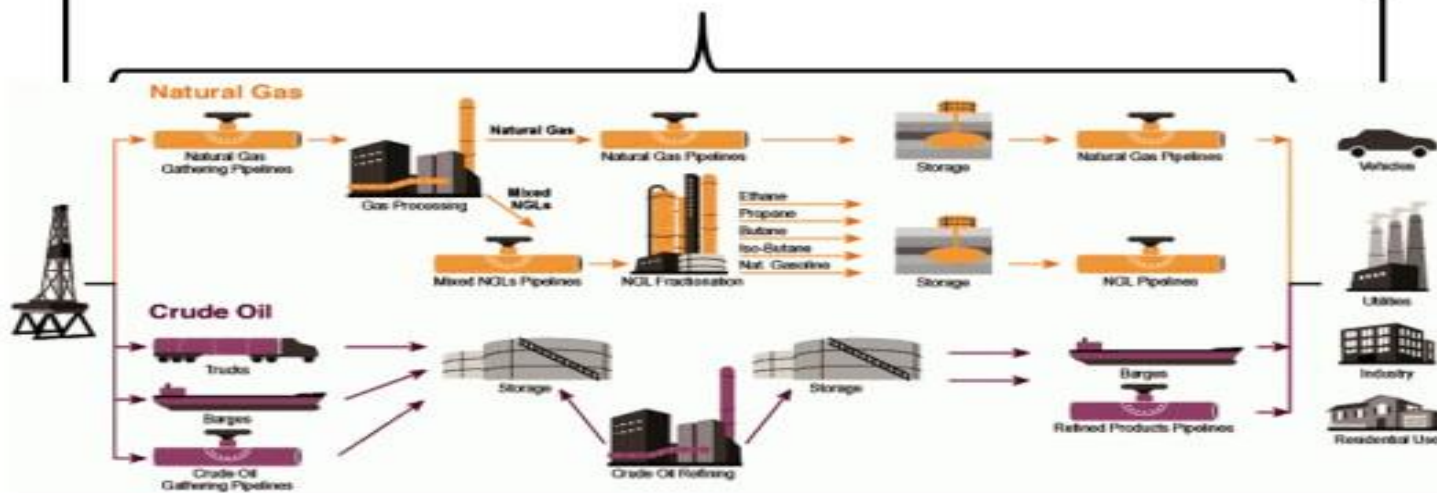 Natural Gas
Natural Gas
Gathering Pipelines
Gas Processing
Natural Gas
Mixed
NGLs
Natural Gas Pipelines
Storage
Natural Gas Pipelines
Mixed NGLs Pipelines
NGL Fractionation
Ethane
Propane
Butane
Iso-Butane
Nat. Gasoline
Storage
NGL Pipelines
Crude Oil
Trucks
Barges
Crude Oil
Gathering Pipelines
Storage
Crude Oil Refining
Storage
Barges
Refined Products Pipelines
Vehicles
Utilities
Industry
Residential Use